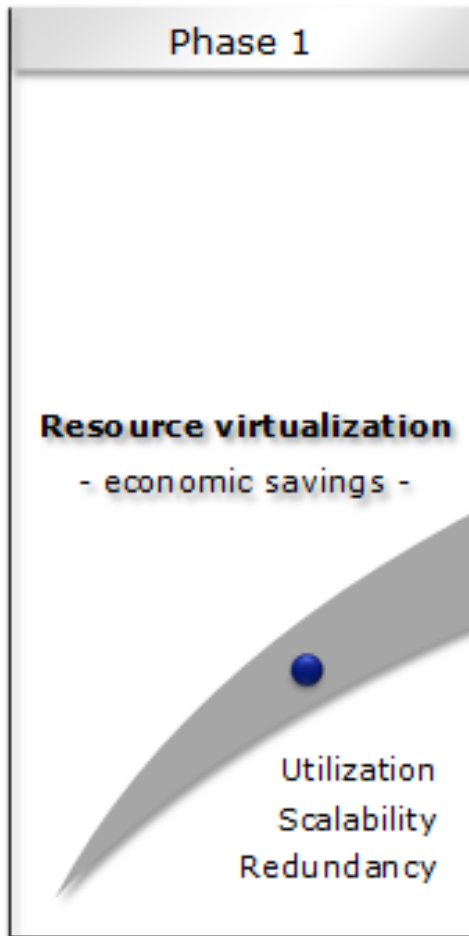 Phase 1
Resource virtualization
- economic savings -
Utilization
Scalability
Redundancy